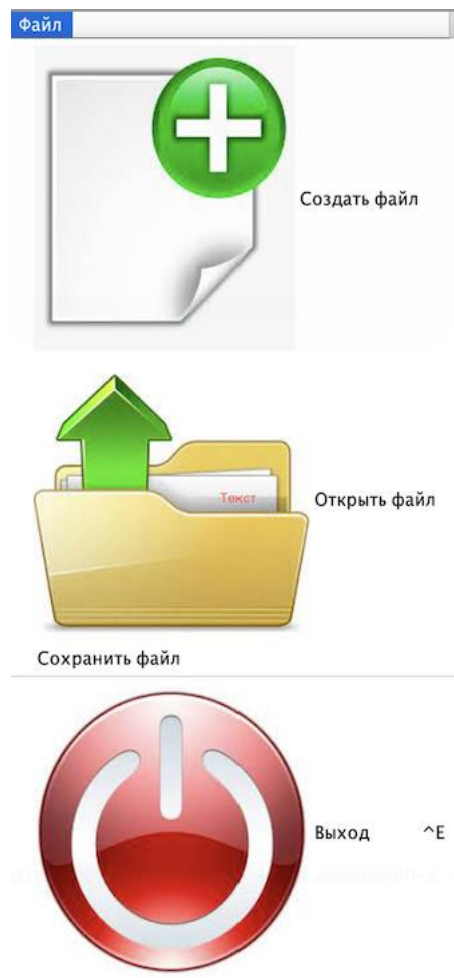 Файл
Создать файл
Текст
Открыть файл
Сохранить файл
Выход ^E